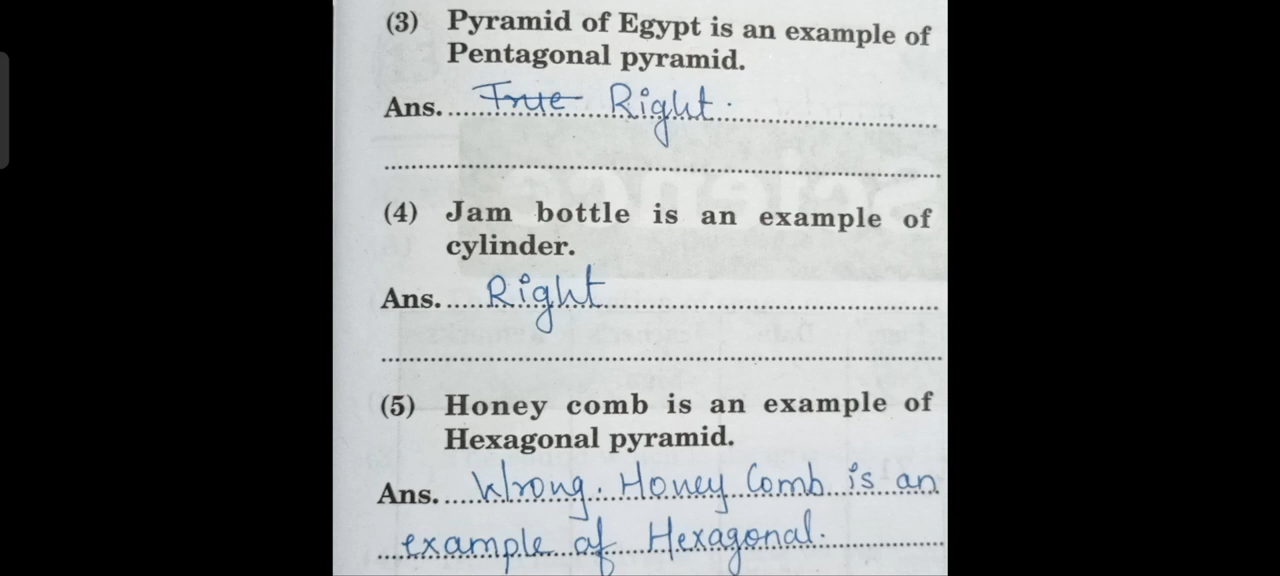 (3) Pyramid of Egypt is an example of
Pentagonal pyramid.
Ans. True Right.
(4) Jam bottle is an example of
cylinder.
Ans. Right
(5) Honey comb is an example of
Hexagonal pyramid.
Ans. Wrong. Honey Comb is an
example of Hexagonal.